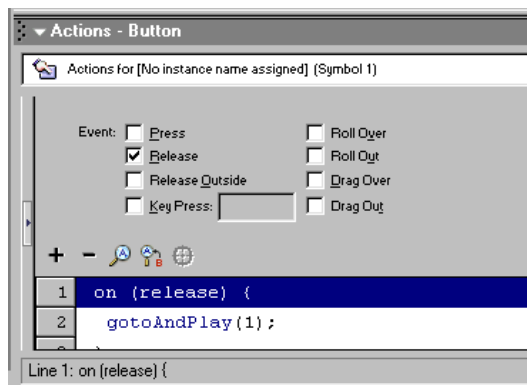 Actions - Button
Actions for [No instance name assigned] (Symbol 1)
Event: Press Roll Over
Release Roll Out
Release Outside Drag Over
Key Press: Drag Out
1 on (release) {
2 gotoAndPlay(1);
Line 1: on (release) {